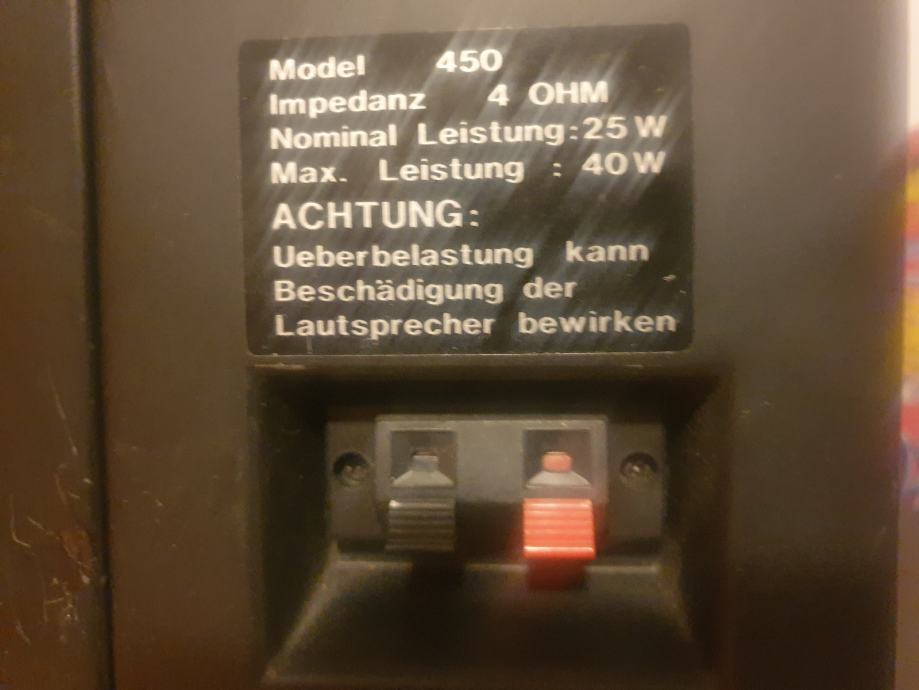 Model 450
Impedanz 4 OHM
Nominal Leistung:25 W
Max. Leistung : 40 W
ACHTUNG:
Ueberbelastung kann
Beschädigung der
Lautsprecher bewirken